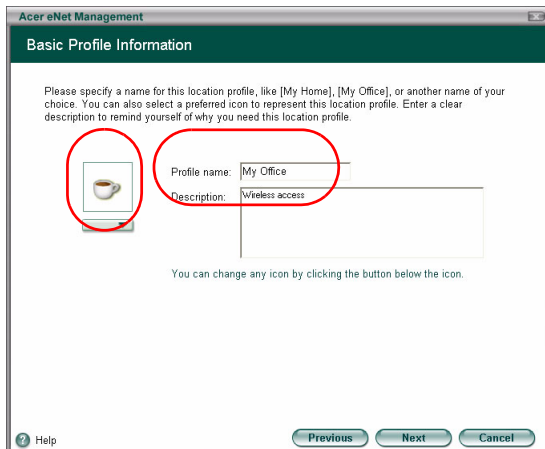 Acer eNet Management
Basic Profile Information
Please specify a name for this location profile, like [My Home], [My Office], or another name of your
choice. You can also select a preferred icon to represent this location profile. Enter a clear
description to remind yourself of why you need this location profile.
Profile name: My Office
Description: Wireless access
You can change any icon by clicking the button below the icon.
? Help Previous Next Cancel